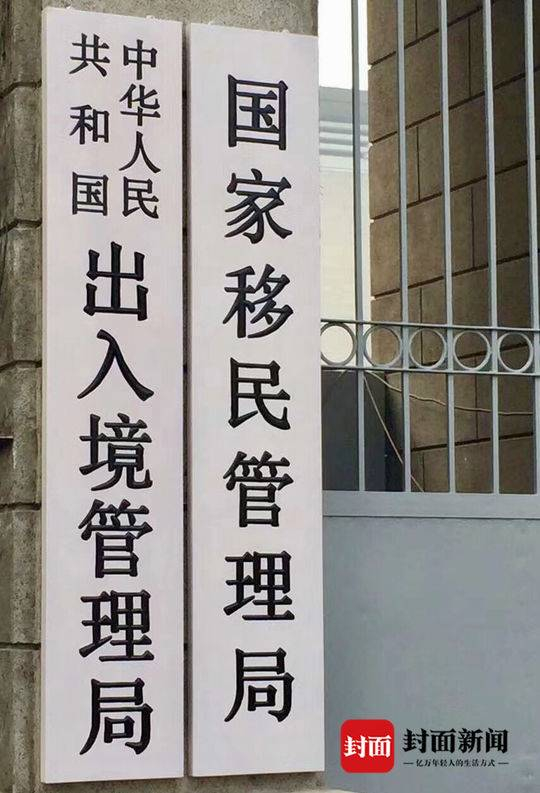 国家移民管理局
中华人民
共和国
出入境管理局
封面
封面新闻
亿万年轻人的生活方式